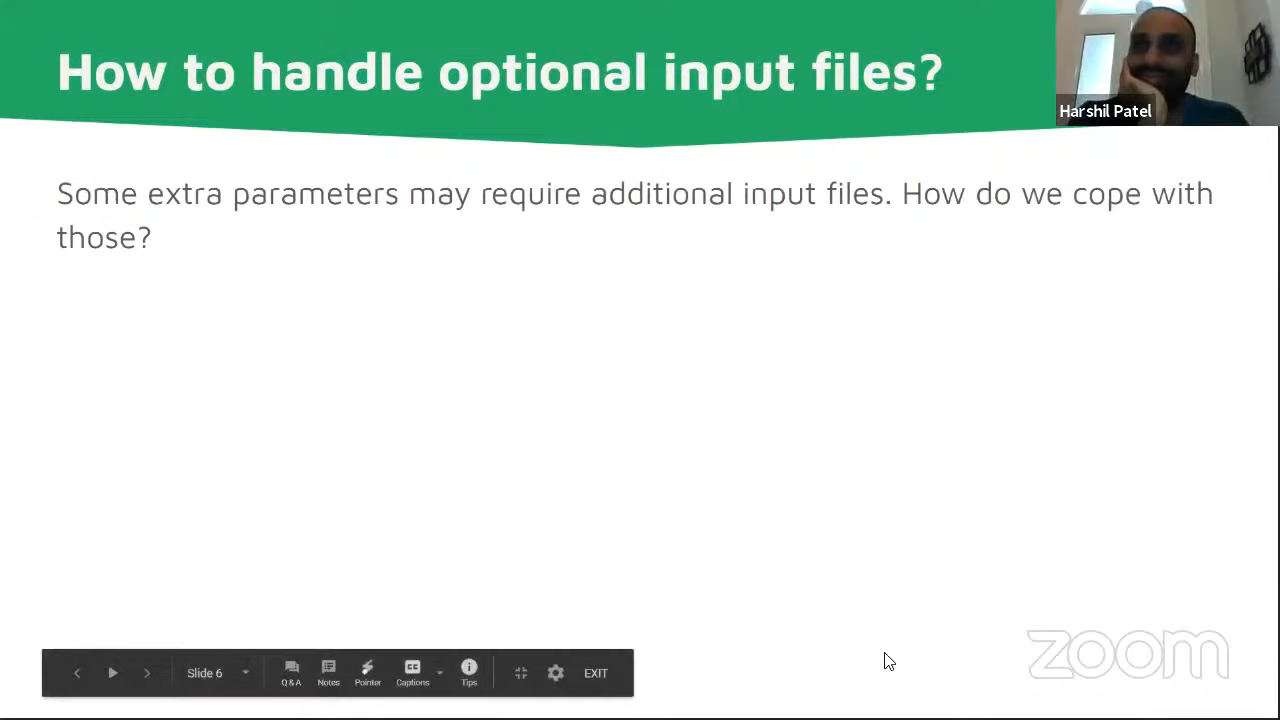 How to handle optional input files?
Harshil Patel
Some extra parameters may require additional input files. How do we cope with
those?
Slide 6
Q & A
Notes
Pointer
CC
Captions
Tips
EXIT
zoom